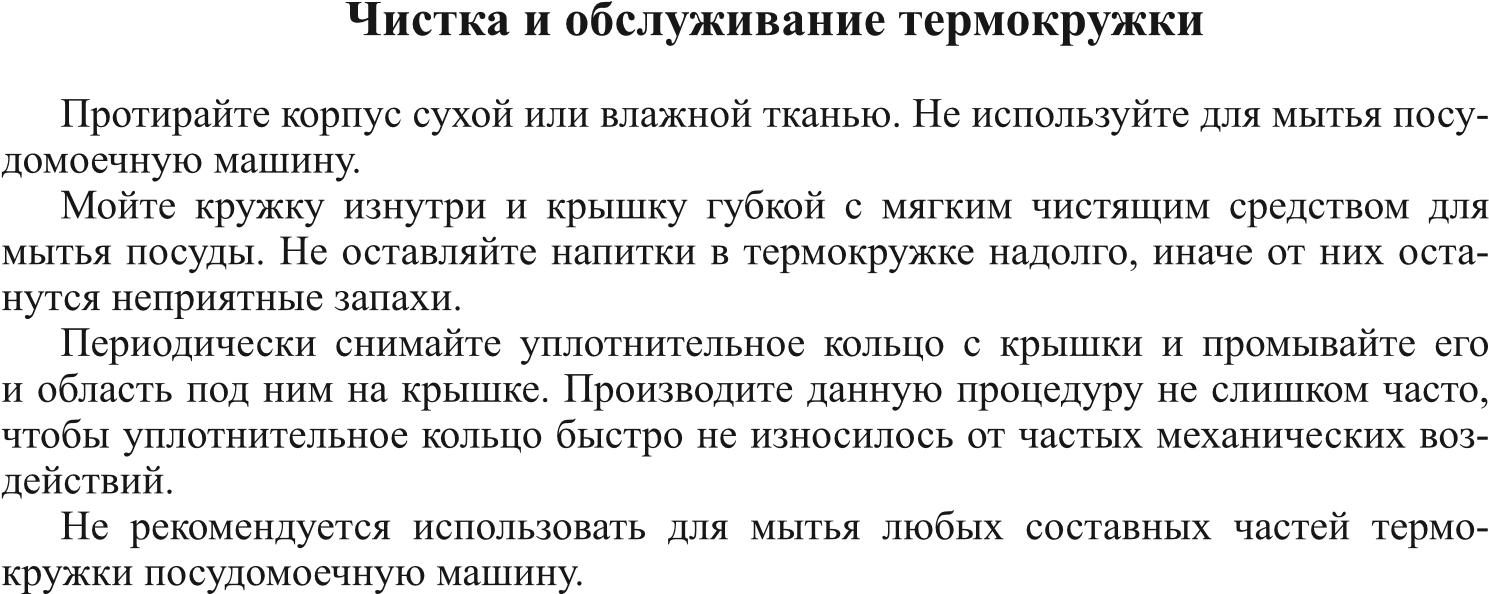 Чистка и обслуживание термокружки
Протирайте корпус сухой или влажной тканью. Не используйте для мытья посу-
домоечную машину.
Мойте кружку изнутри и крышку губкой с мягким чистящим средством для
мытья посуды. Не оставляйте напитки в термокружке надолго, иначе от них оста-
нутся неприятные запахи.
Периодически снимайте уплотнительное кольцо с крышки и промывайте его
и область под ним на крышке. Производите данную процедуру не слишком часто,
чтобы уплотнительное кольцо быстро не износилось от частых механических воз-
действий.
Не рекомендуется использовать для мытья любых составных частей термо-
кружки посудомоечную машину.